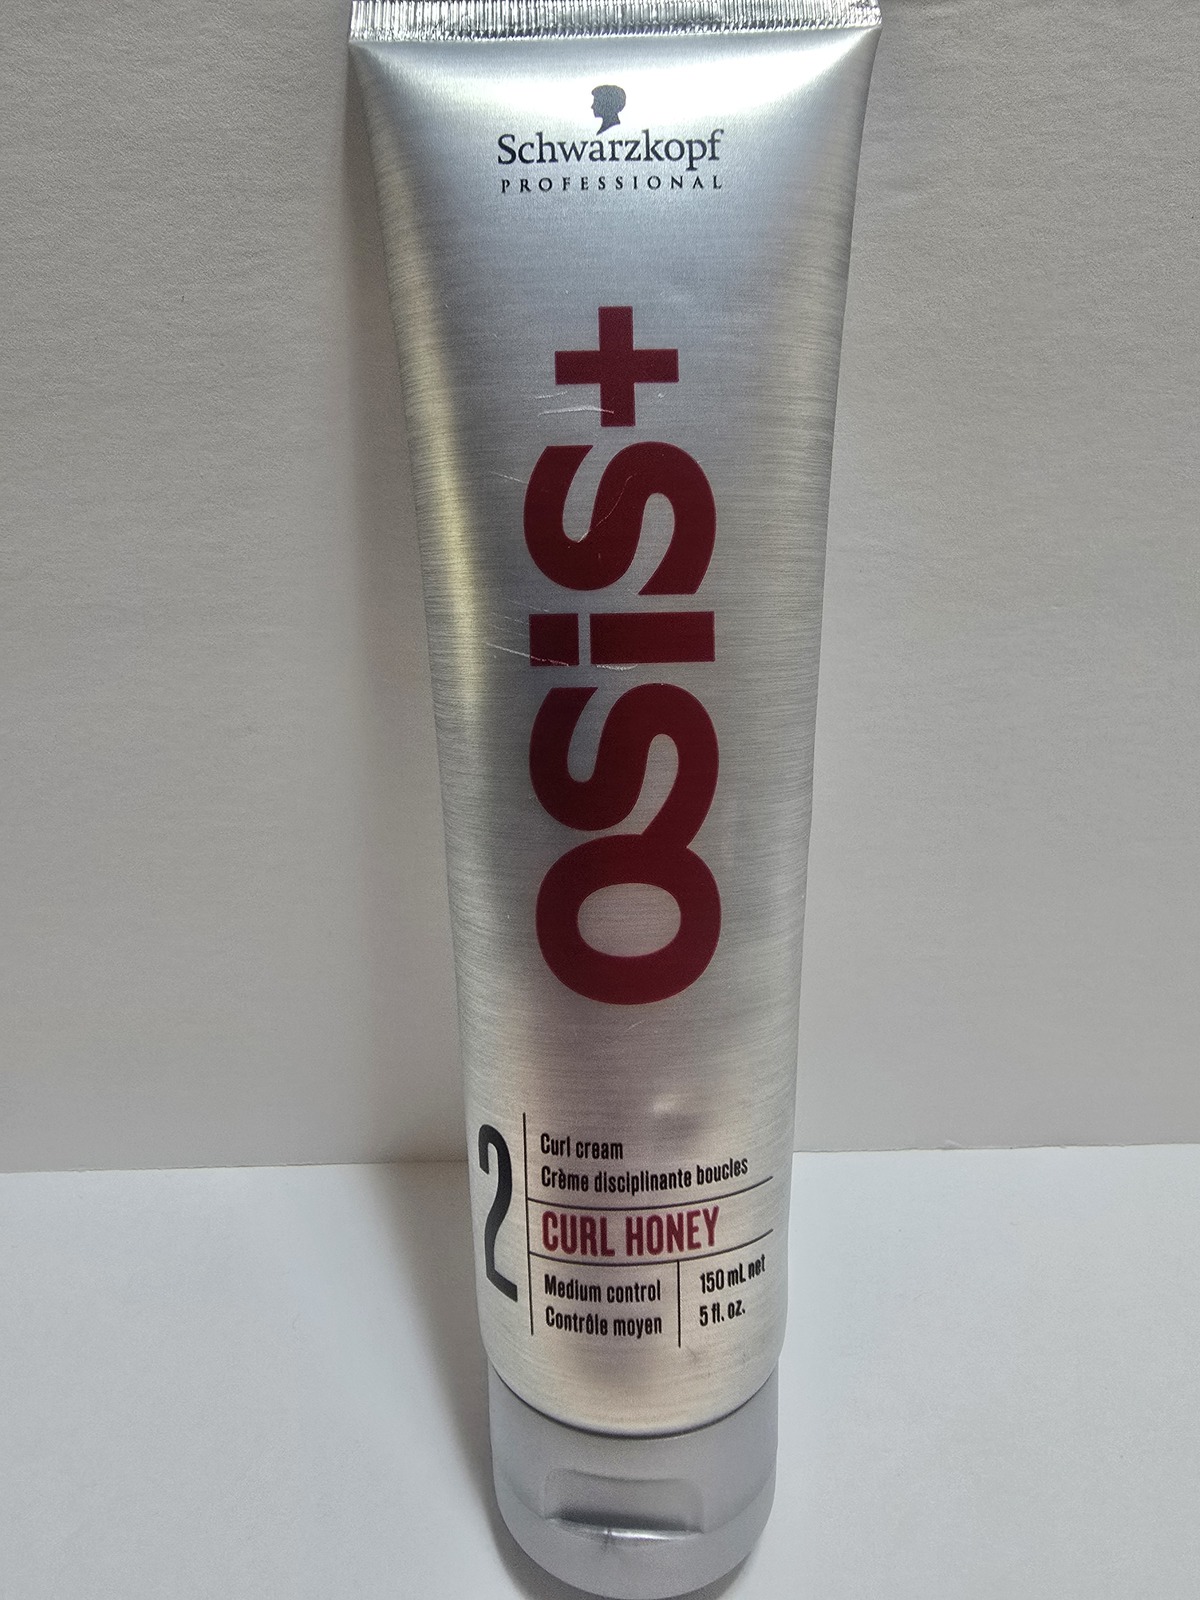 Schwarzkopf
PROFESSIONAL
OSiS+
2
Curl cream
Crème disciplinante boucles
CURL HONEY
Medium control
Contrôle moyen
150 mL net
5 fl. oz.